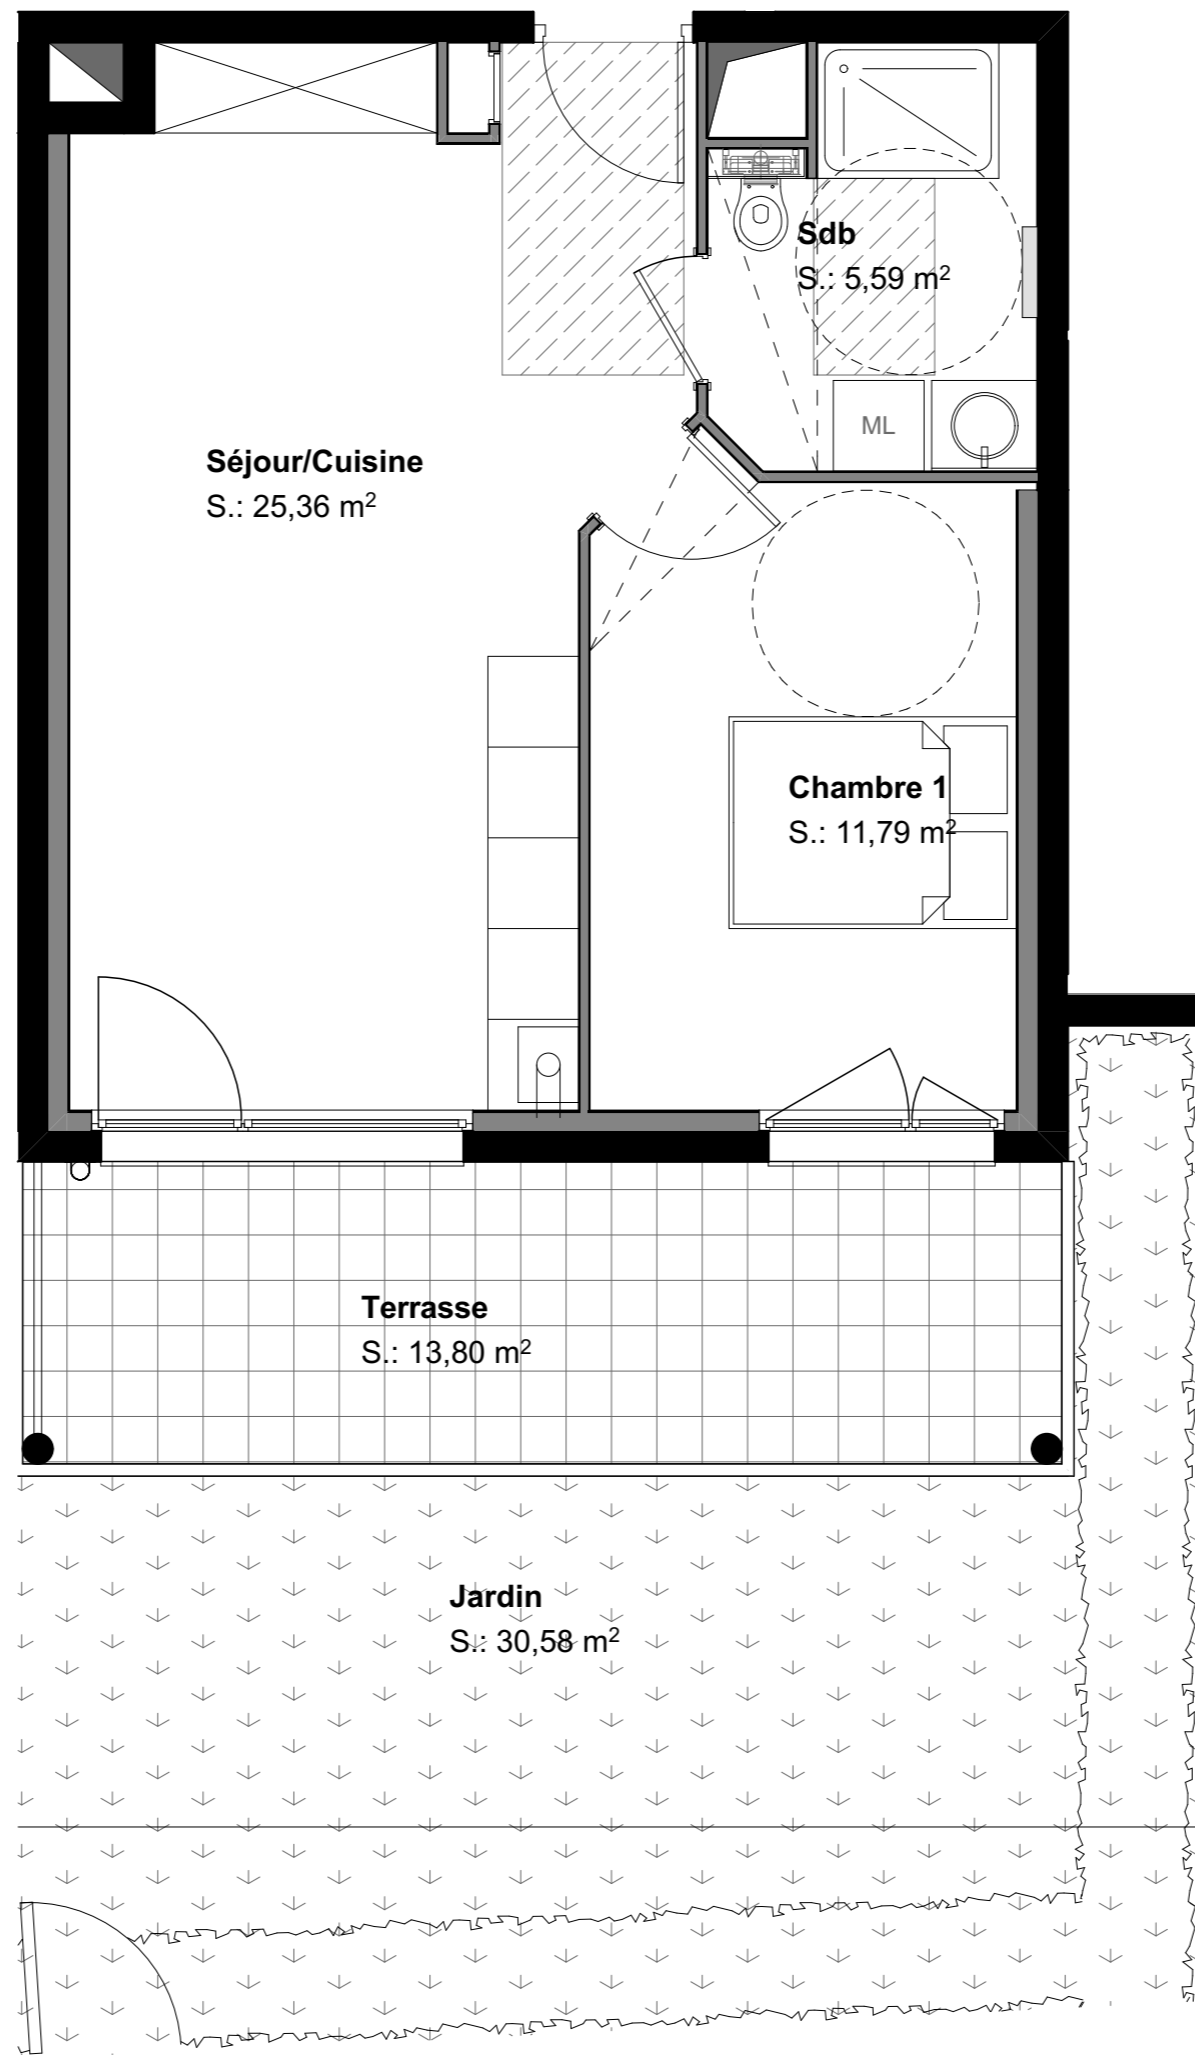 Sdb
S.: 5,59 m²
ML
Séjour/Cuisine
S.: 25,36 m²
Chambre 1
S.: 11,79 m²
Terrasse
S.: 13,80 m²
Jardin
S.: 30,58 m²